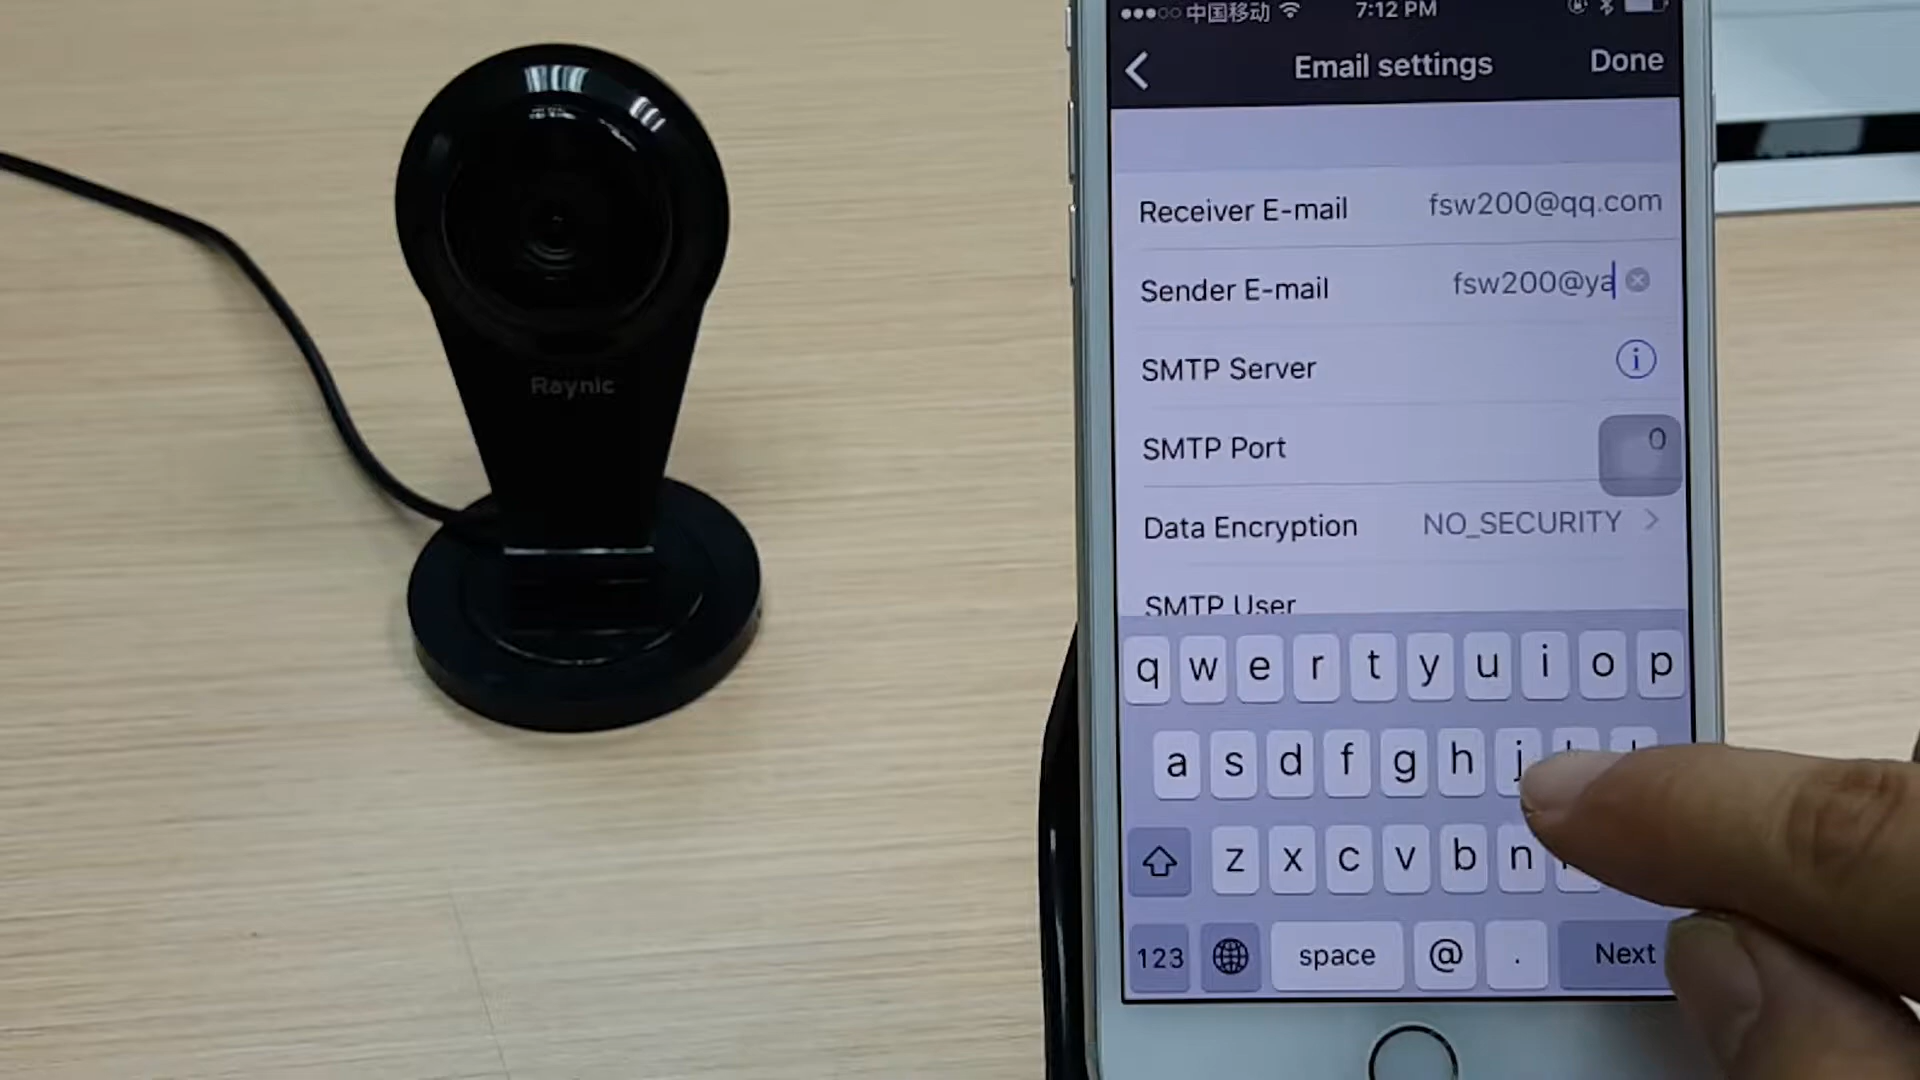 中国移动 7:12 PM
Email settings Done
Receiver E-mail fsw200@qq.com
Sender E-mail fsw200@ya
SMTP Server
SMTP Port 0
Data Encryption NO_SECURITY
SMTP User
q w e r t y u i o p
a s d f g h j
z x c v b n
123 space @ . Next
Raynic